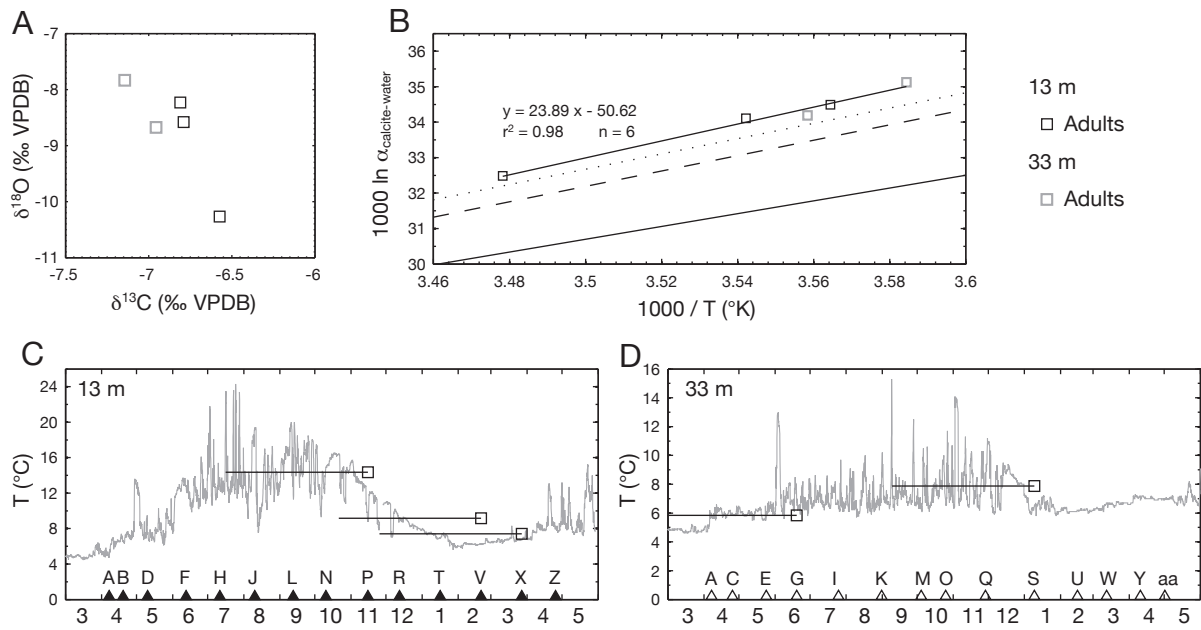 A
-7
-8
-9
-10
-11
-7.5
-7
-6.5
-6
δ18O (‰ VPDB)
δ13C (‰ VPDB)
B
36
35
34
33
32
31
30
3.46
3.48
3.5
3.52
3.54
3.56
3.58
3.6
1000 ln αcalcite-water
1000 / T (°K)
y = 23.89 x - 50.62
r2 = 0.98 n = 6
13 m
Adults
33 m
Adults
C
13 m
24
20
16
12
8
4
0
T (°C)
A B D F H J L N P R T V X Z
3 4 5 6 7 8 9 10 11 12 1 2 3 4 5
D
33 m
16
14
12
10
8
6
4
2
0
T (°C)
A C E G I K M O Q S U W Y aa
3 4 5 6 7 8 9 10 11 12 1 2 3 4 5